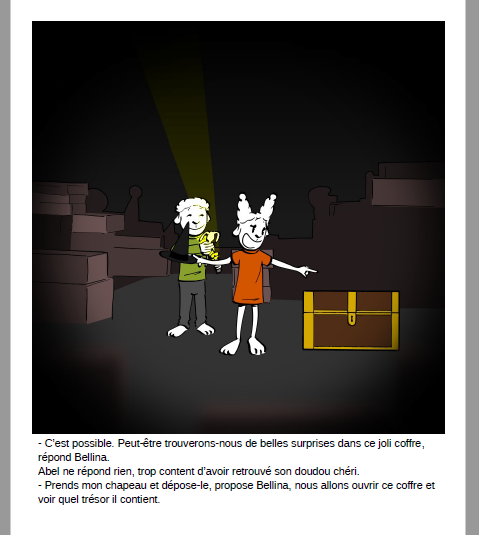 - C’est possible. Peut-être trouverons-nous de belles surprises dans ce joli coffre,
répond Bellina.
Abel ne répond rien, trop content d’avoir retrouvé son doudou chéri.
- Prends mon chapeau et dépose-le, propose Bellina, nous allons ouvrir ce coffre et
voir quel trésor il contient.